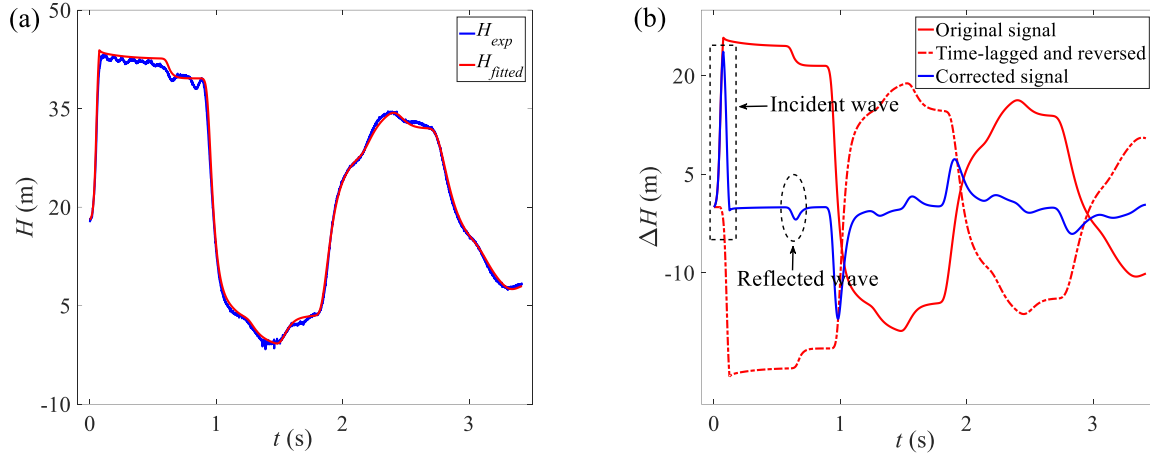 (a)
50
35
20
5
-10
H (m)
0
1
2
3
t (s)
H_exp
H_fitted
(b)
20
5
-10
ΔH (m)
0
1
2
3
t (s)
Original signal
Time-lagged and reversed
Corrected signal
Incident wave
Reflected wave